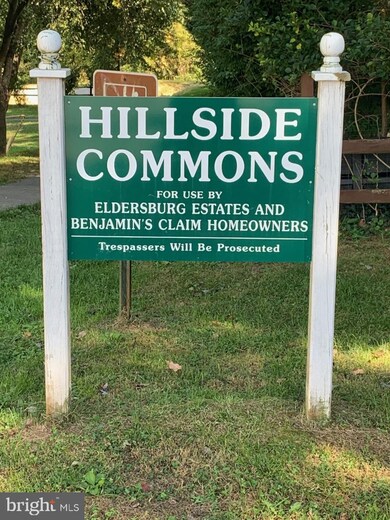 HILLSIDE
COMMONS
FOR USE BY
ELDERSBURG ESTATES AND
BENJAMIN'S CLAIM HOMEOWNERS
Trespassers Will Be Prosecuted
bright MLS